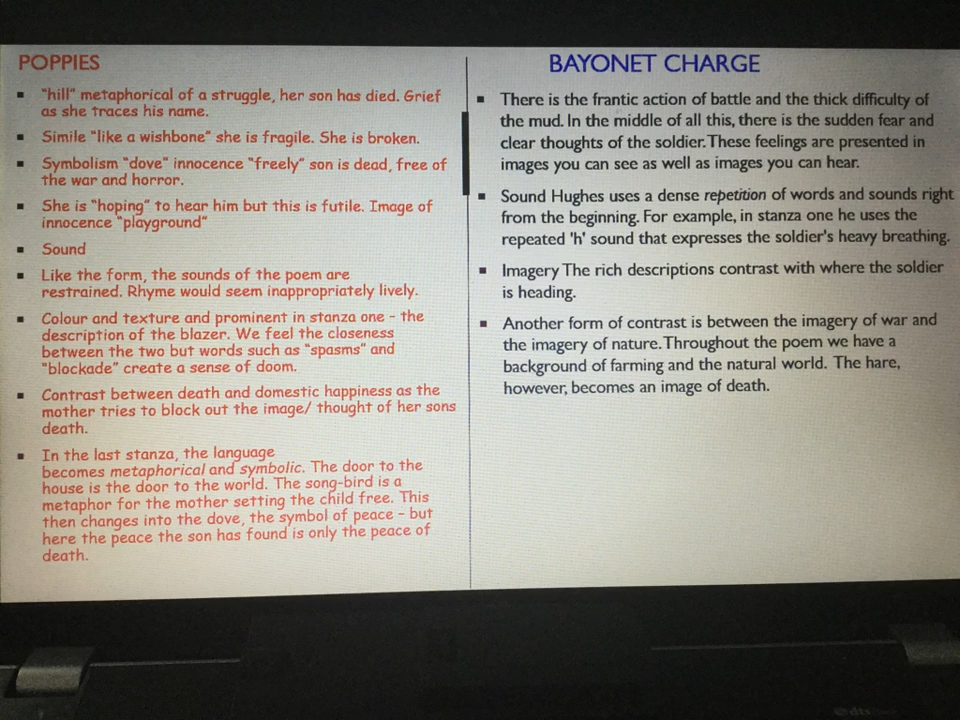 POPPIES
"hill" metaphorical of a struggle, her son has died. Grief
as she traces his name.
Simile "like a wishbone" she is fragile. She is broken.
Symbolism "dove" innocence "freely" son is dead, free of
the war and horror.
She is "hoping" to hear him but this is futile. Image of
innocence "playground"
Sound
Like the form, the sounds of the poem are
restrained. Rhyme would seem inappropriately lively.
Colour and texture and prominent in stanza one – the
description of the blazer. We feel the closeness
between the two but words such as "spasms" and
"blockade" create a sense of doom.
Contrast between death and domestic happiness as the
mother tries to block out the image/ thought of her sons
death.
In the last stanza, the language
becomes metaphorical and symbolic. The door to the
house is the door to the world. The song-bird is a
metaphor for the mother setting the child free. This
then changes into the dove, the symbol of peace – but
here the peace the son has found is only the peace of
death.
BAYONET CHARGE
There is the frantic action of battle and the thick difficulty of
the mud. In the middle of all this, there is the sudden fear and
clear thoughts of the soldier. These feelings are presented in
images you can see as well as images you can hear.
Sound Hughes uses a dense repetition of words and sounds right
from the beginning. For example, in stanza one he uses the
repeated 'h' sound that expresses the soldier's heavy breathing.
Imagery The rich descriptions contrast with where the soldier
is heading.
Another form of contrast is between the imagery of war and
the imagery of nature. Throughout the poem we have a
background of farming and the natural world. The hare,
however, becomes an image of death.